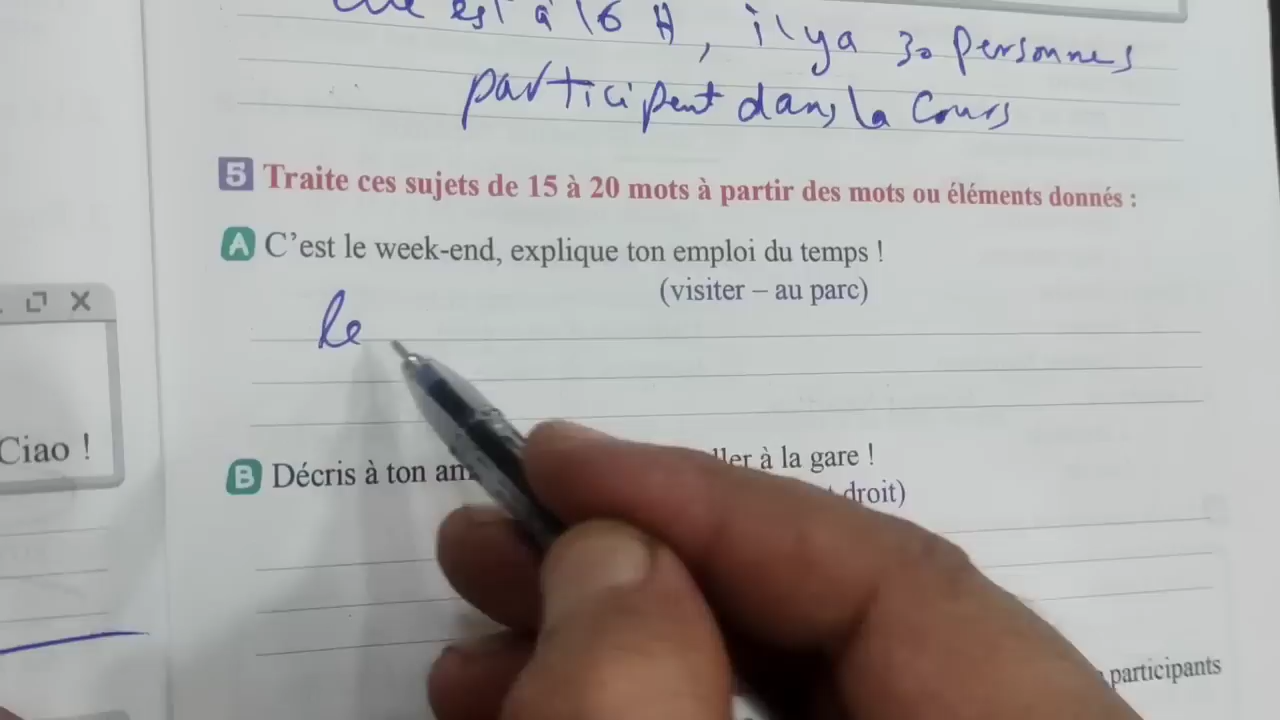 est à 16 H, il y a 30 personnes
participent dans la cours
5 Traite ces sujets de 15 à 20 mots à partir des mots ou éléments donnés :
A C'est le week-end, explique ton emploi du temps !
(visiter – au parc)
le
Ciao !
B Décris à ton à la gare !
droit)
participants